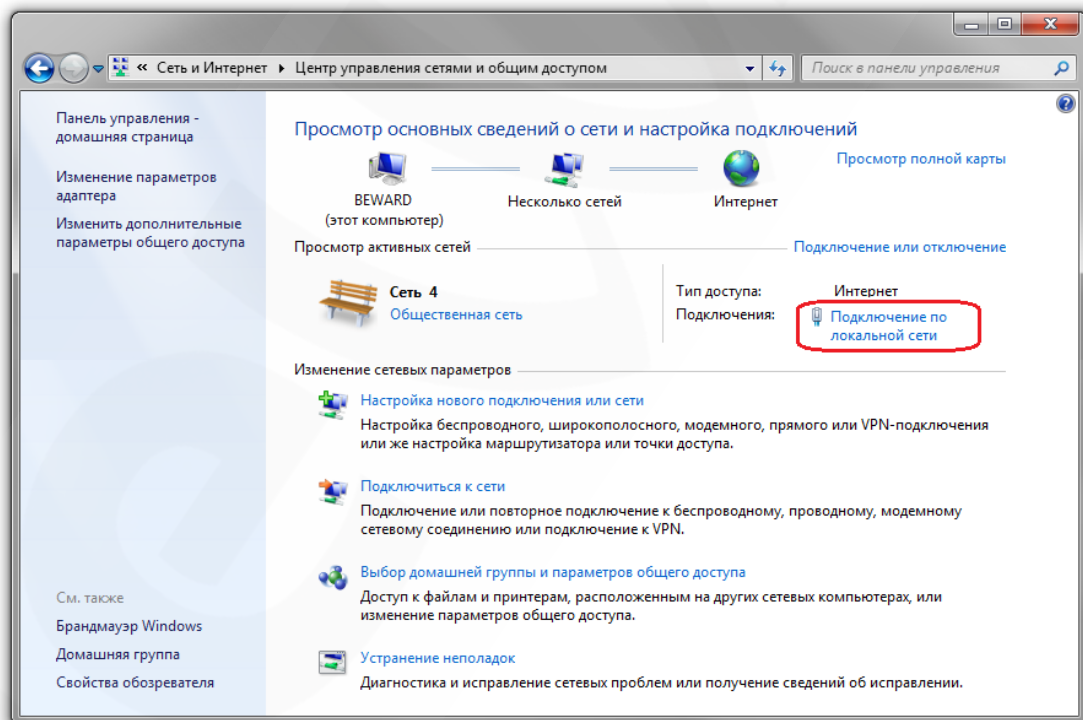 « Сеть и Интернет ▸ Центр управления сетями и общим доступом
Поиск в панели управления
Панель управления -
домашняя страница
Изменение параметров
адаптера
Изменить дополнительные
параметры общего доступа
См. также
Брандмауэр Windows
Домашняя группа
Свойства обозревателя
Просмотр основных сведений о сети и настройка подключений
Просмотр полной карты
BEWARD
(этот компьютер)
Несколько сетей
Интернет
Просмотр активных сетей
Подключение или отключение
Сеть 4
Общественная сеть
Тип доступа: Интернет
Подключения: Подключение по
локальной сети
Изменение сетевых параметров
Настройка нового подключения или сети
Настройка беспроводного, широкополосного, модемного, прямого или VPN-подключения
или же настройка маршрутизатора или точки доступа.
Подключиться к сети
Подключение или повторное подключение к беспроводному, проводному, модемному
сетевому соединению или подключение к VPN.
Выбор домашней группы и параметров общего доступа
Доступ к файлам и принтерам, расположенным на других сетевых компьютерах, или
изменение параметров общего доступа.
Устранение неполадок
Диагностика и исправление сетевых проблем или получение сведений об исправлении.